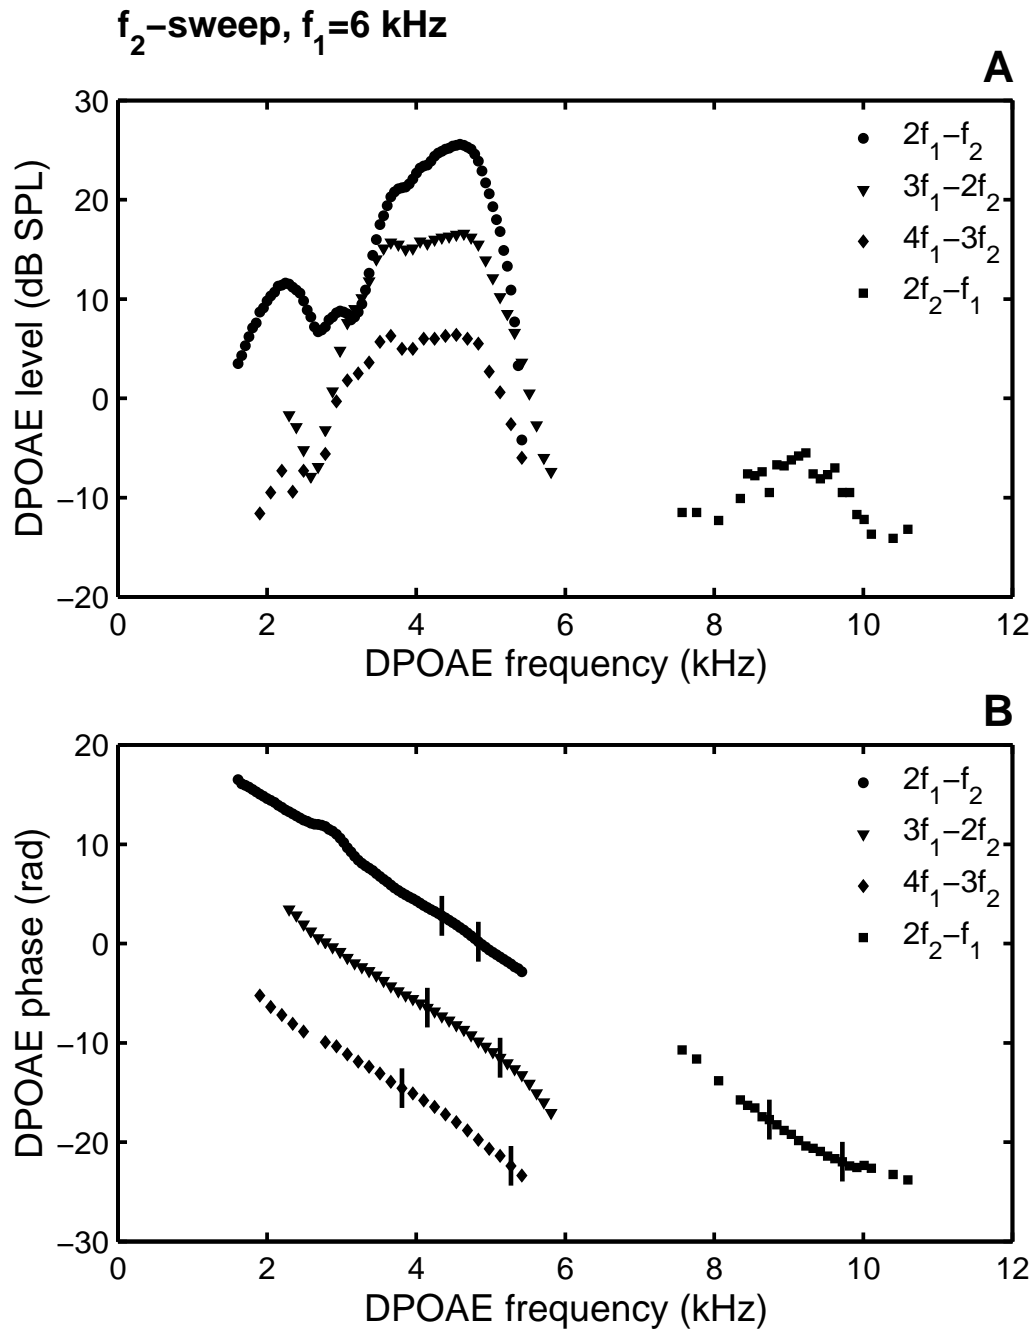 f2−sweep, f1=6 kHz
A
30
20
10
0
−10
−20
DPOAE level (dB SPL)
2f1−f2
3f1−2f2
4f1−3f2
2f2−f1
0 2 4 6 8 10 12
DPOAE frequency (kHz)
B
20
10
0
−10
−20
−30
DPOAE phase (rad)
2f1−f2
3f1−2f2
4f1−3f2
2f2−f1
0 2 4 6 8 10 12
DPOAE frequency (kHz)